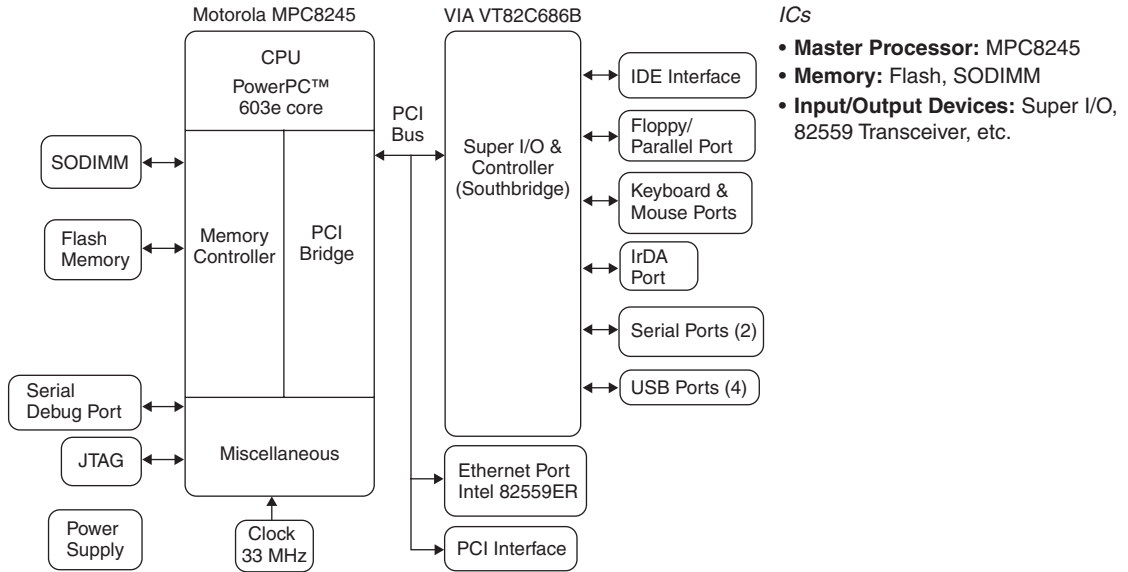 Motorola MPC8245
VIA VT82C686B
CPU
PowerPC™
603e core
SODIMM
Flash
Memory
Memory
Controller
PCI
Bridge
Serial
Debug Port
JTAG
Miscellaneous
Power
Supply
Clock
33 MHz
PCI
Bus
Super I/O &
Controller
(Southbridge)
IDE Interface
Floppy/
Parallel Port
Keyboard &
Mouse Ports
IrDA
Port
Serial Ports (2)
USB Ports (4)
Ethernet Port
Intel 82559ER
PCI Interface
ICs
• Master Processor: MPC8245
• Memory: Flash, SODIMM
• Input/Output Devices: Super I/O,
82559 Transceiver, etc.